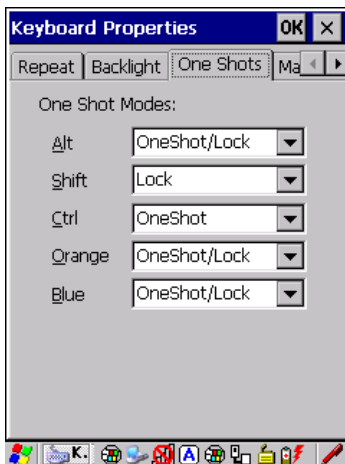 Keyboard Properties OK ×
Repeat Backlight One Shots Ma
One Shot Modes:
Alt OneShot/Lock
Shift Lock
Ctrl OneShot
Orange OneShot/Lock
Blue OneShot/Lock
K. A